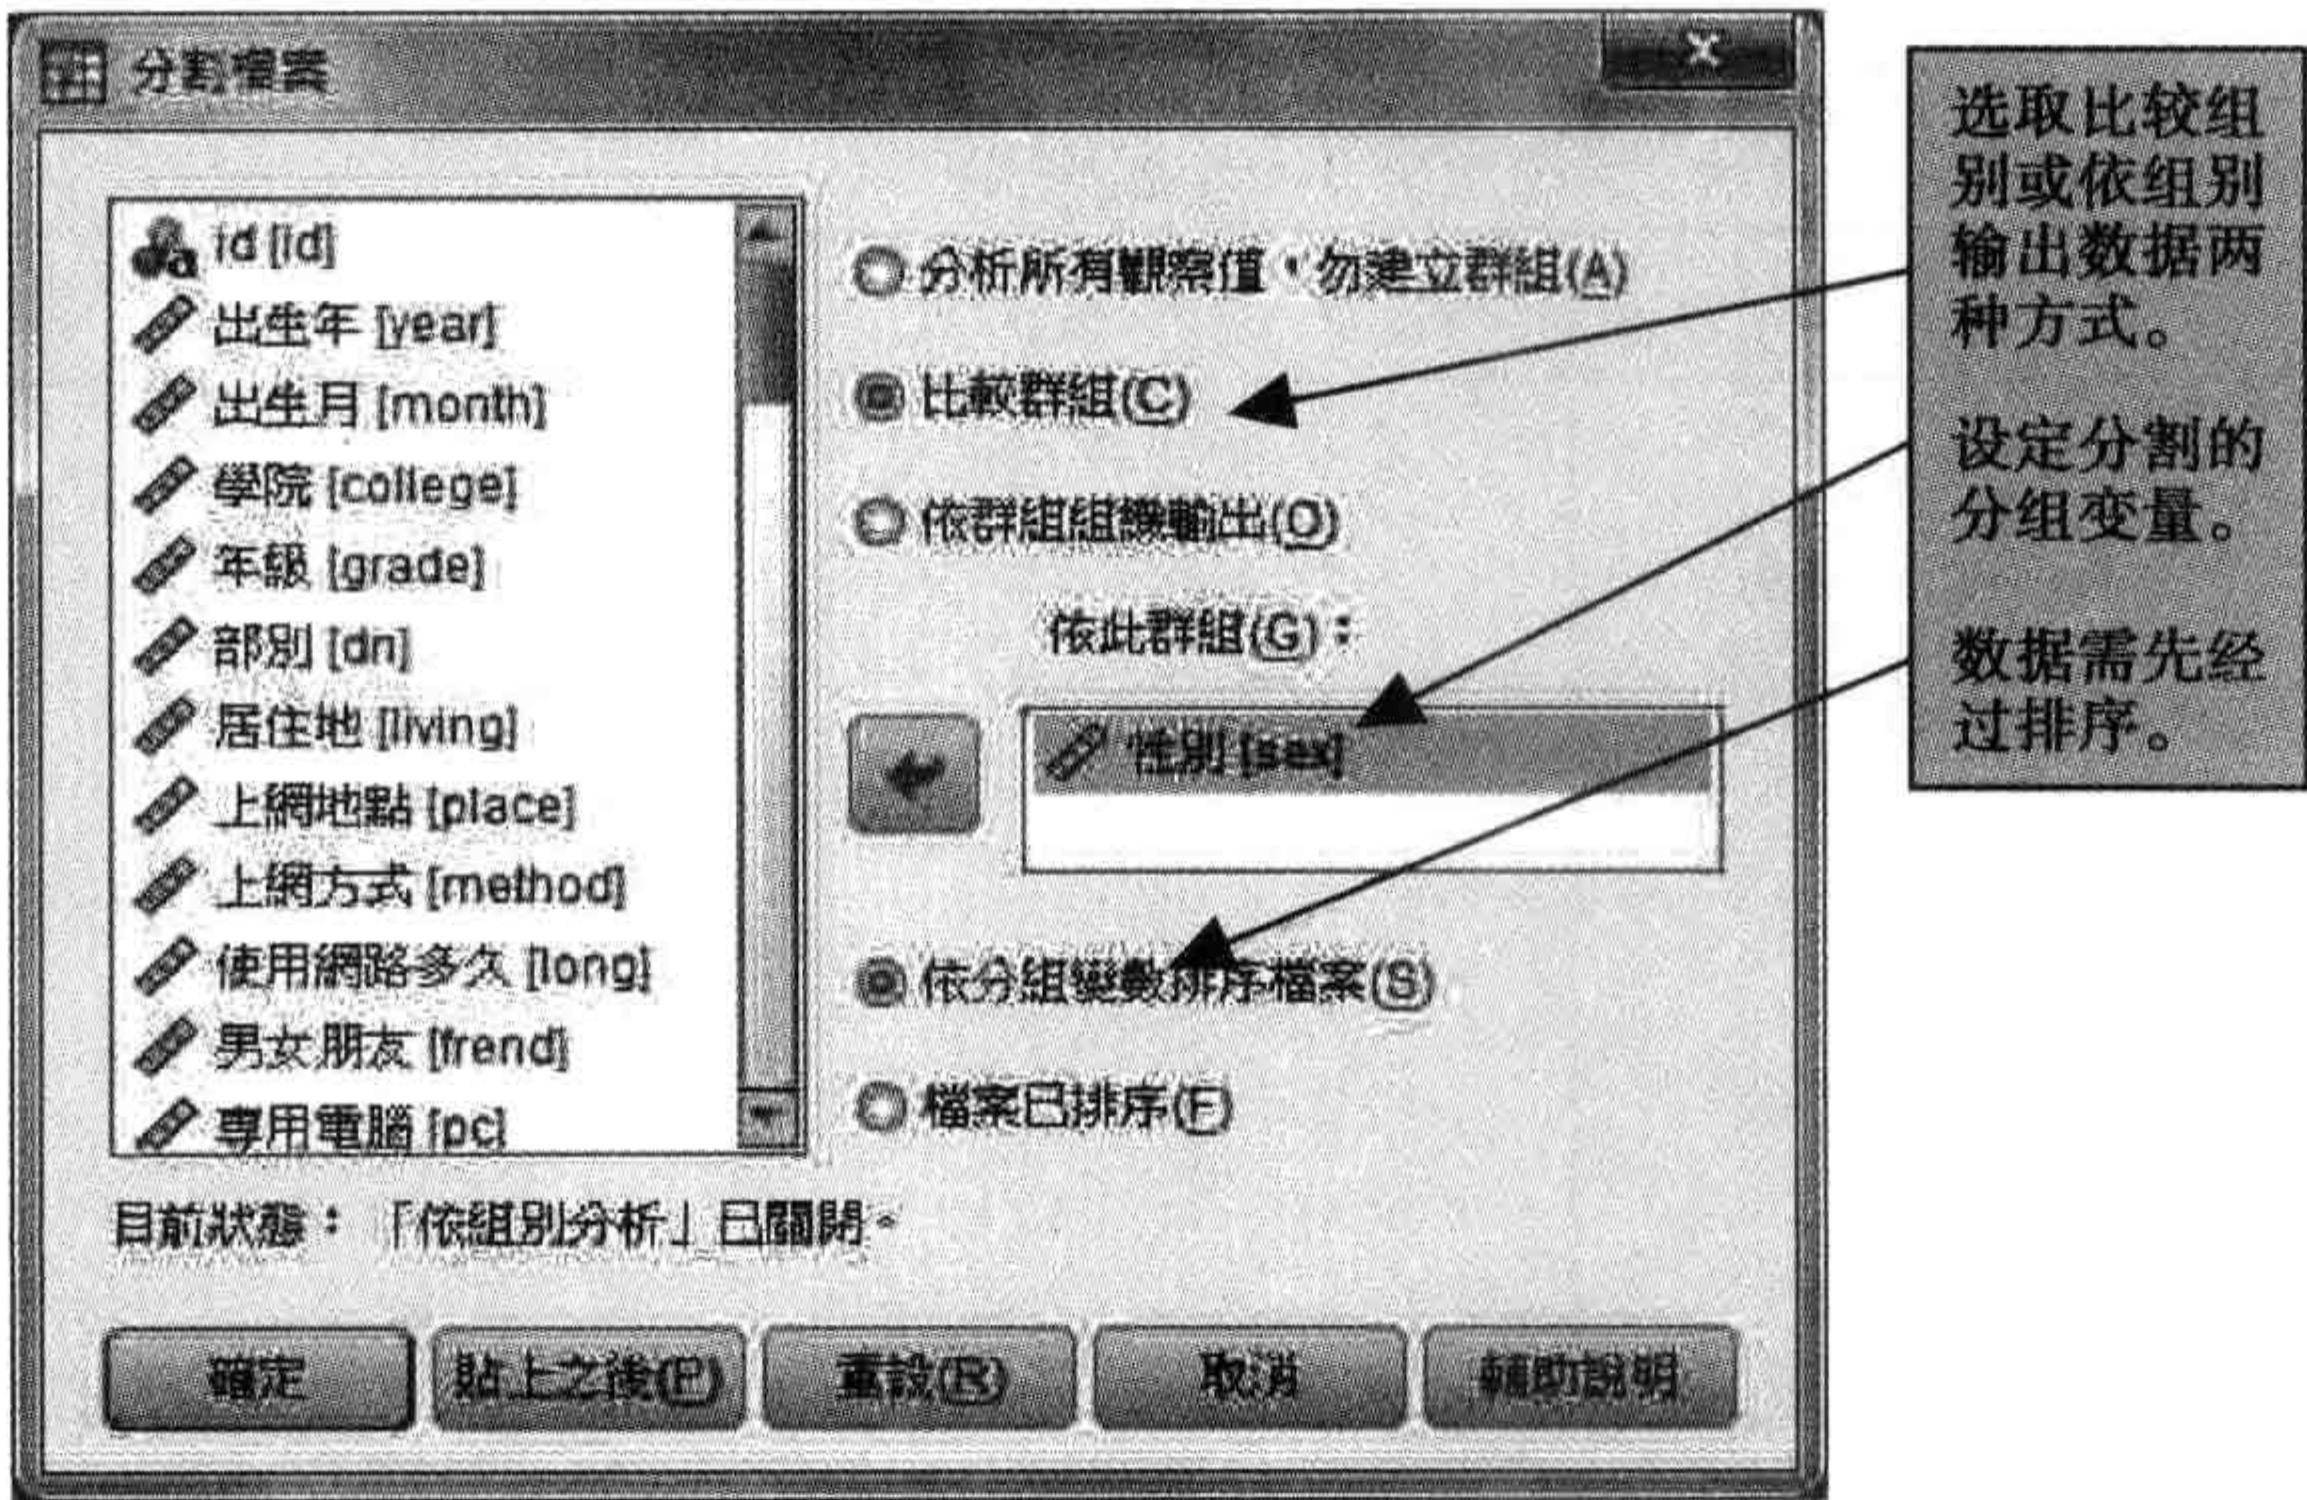 分割檔案
id [id]
出生年 [year]
出生月 [month]
學院 [college]
年級 [grade]
部別 [dn]
居住地 [living]
上網地點 [place]
上網方式 [method]
使用網路多久 [long]
男女朋友 [frend]
專用電腦 [pc]
分析所有觀察值，勿建立群組(A)
比較群組(C)
依群組組織輸出(O)
依此群組(G)：
性別 [sex]
依分組變數排序檔案(S)
檔案已排序(F)
目前狀態：「依組別分析」已關閉。
確定
貼上之後(P)
重設(R)
取消
輔助說明
选取比较组
别或依组别
输出数据两
种方式。
设定分割的
分组变量。
数据需先经
过排序。